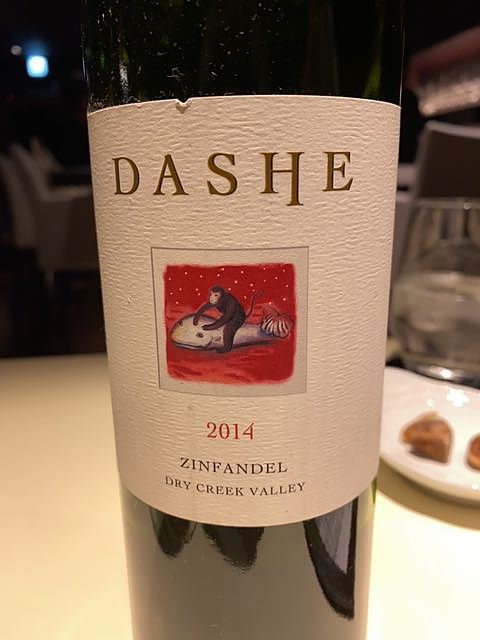 DASHE
2014
ZINFANDEL
DRY CREEK VALLEY